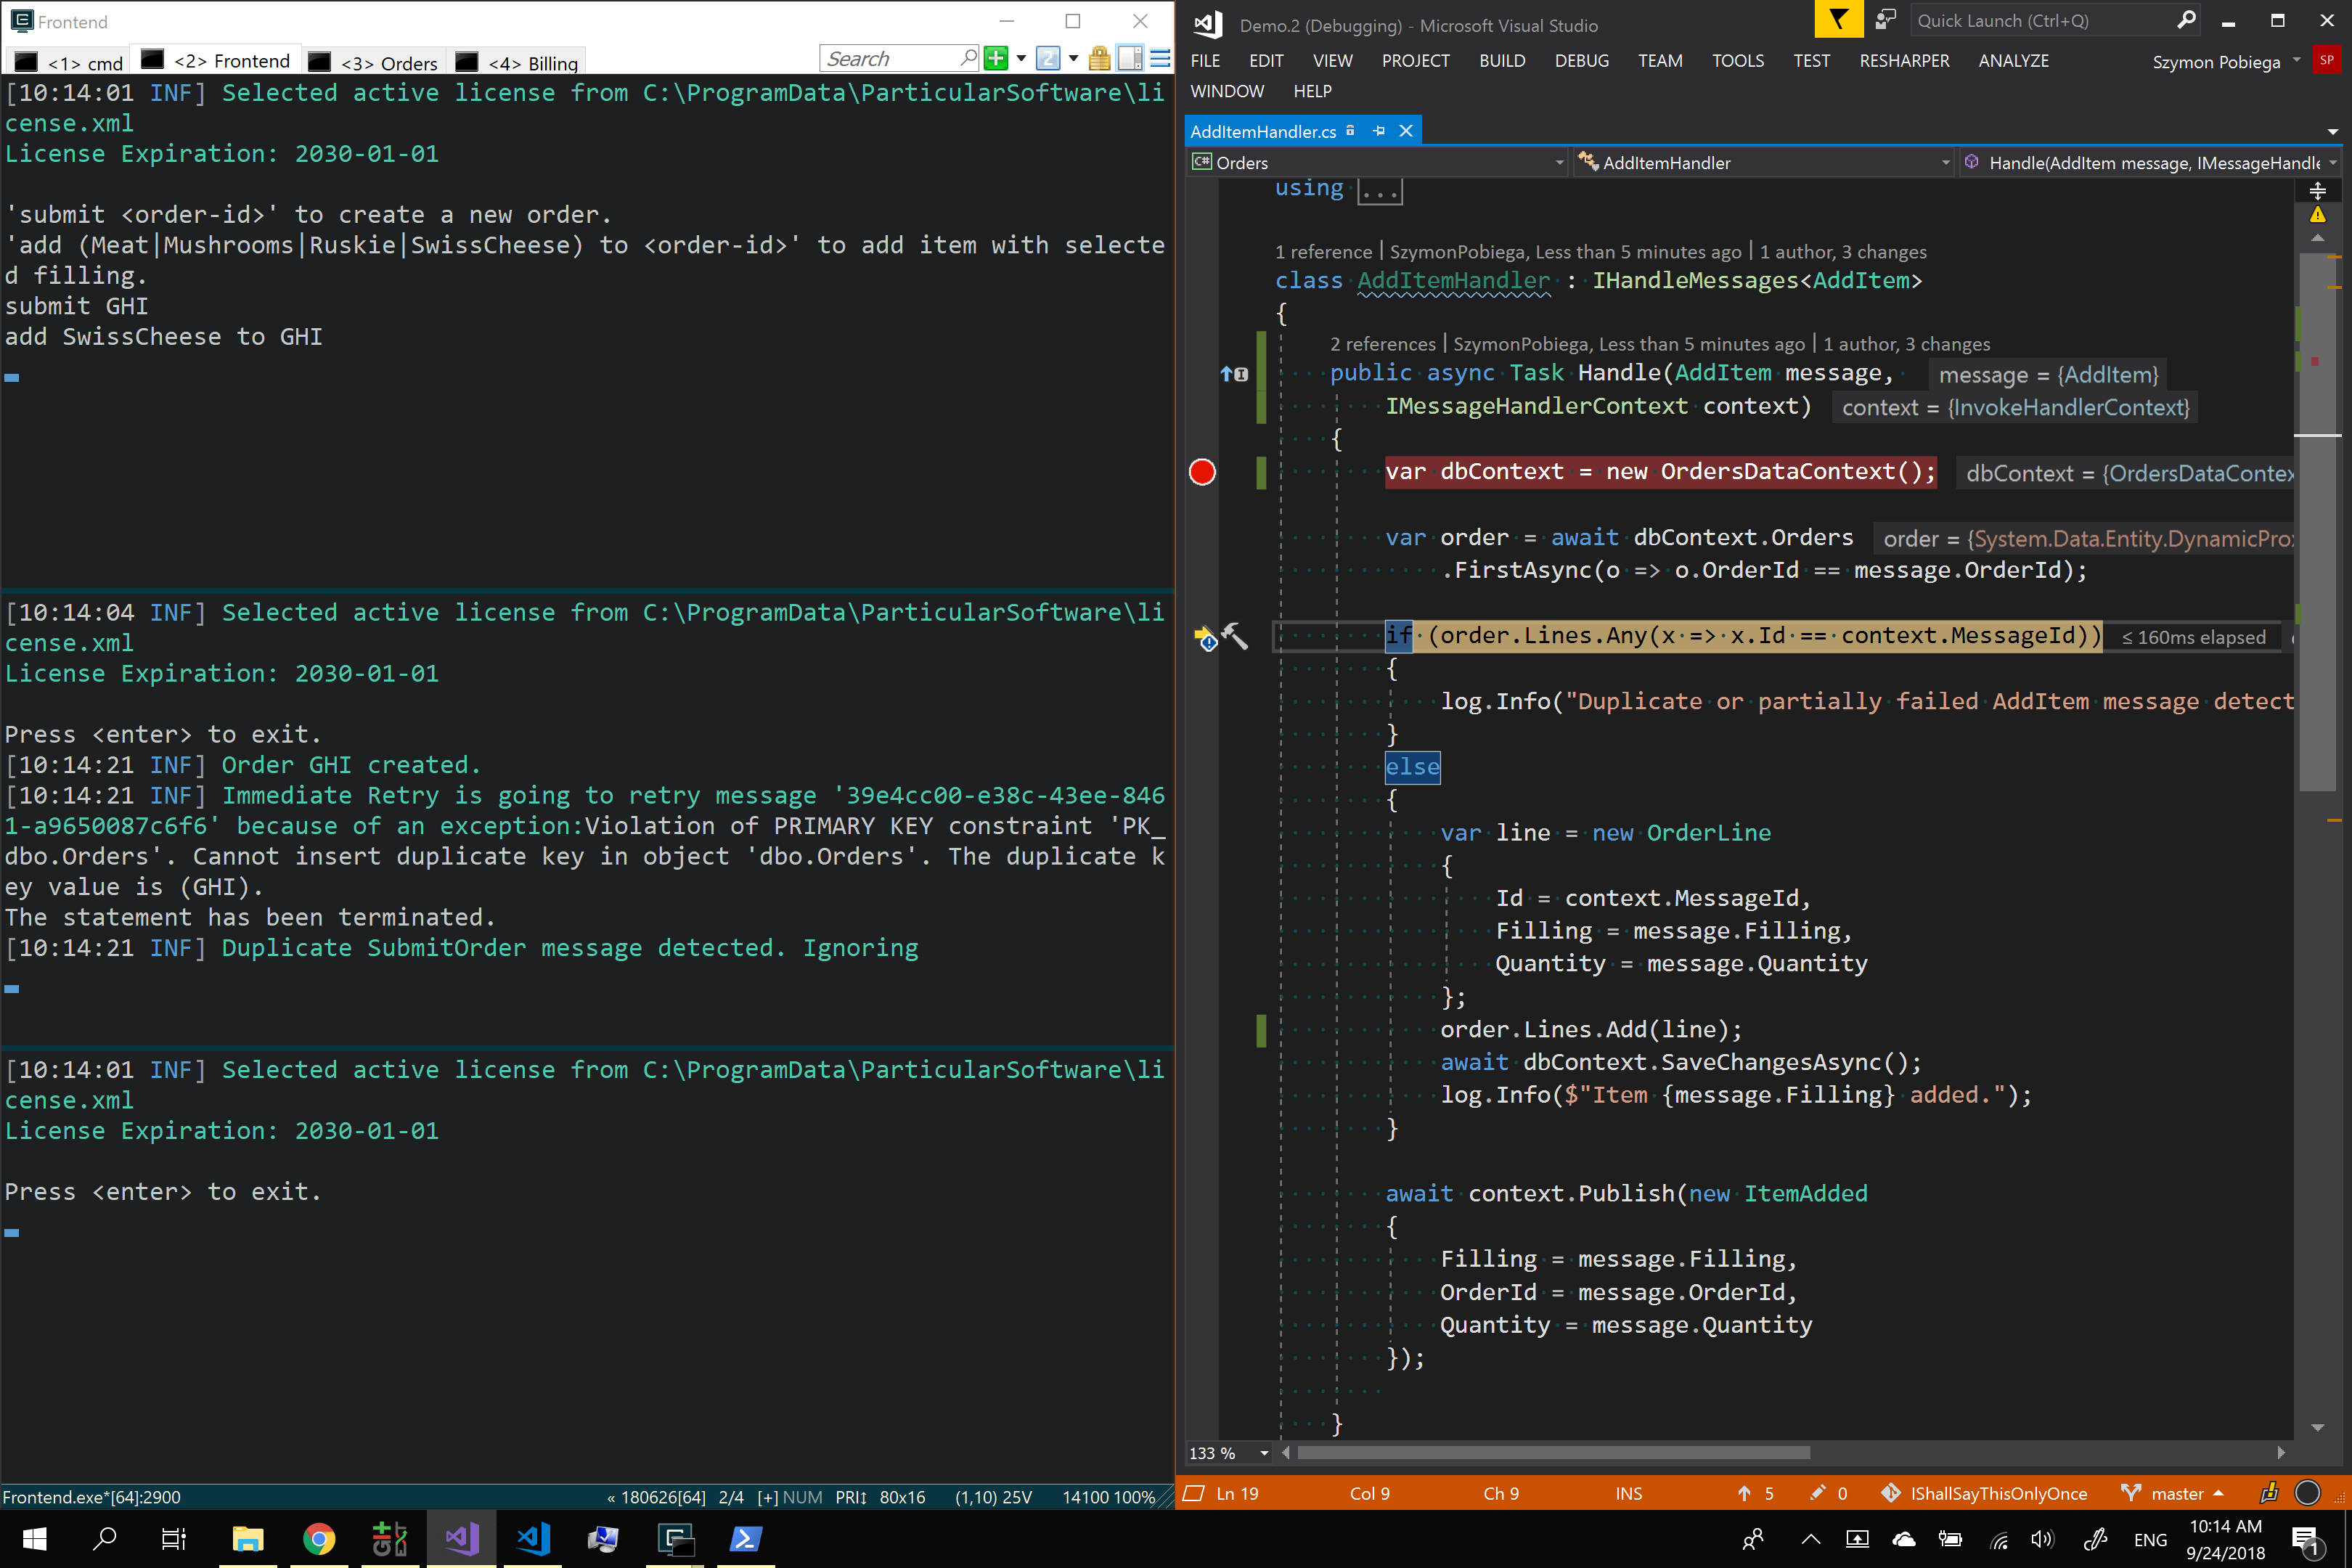 Frontend
<1> cmd
<2> Frontend
<3> Orders
<4> Billing
Search
[10:14:01 INF] Selected active license from C:\ProgramData\ParticularSoftware\li
cense.xml
License Expiration: 2030-01-01
'submit <order-id>' to create a new order.
'add (Meat|Mushrooms|Ruskie|SwissCheese) to <order-id>' to add item with selecte
d filling.
submit GHI
add SwissCheese to GHI
[10:14:04 INF] Selected active license from C:\ProgramData\ParticularSoftware\li
cense.xml
License Expiration: 2030-01-01
Press <enter> to exit.
[10:14:21 INF] Order GHI created.
[10:14:21 INF] Immediate Retry is going to retry message '39e4cc00-e38c-43ee-846
1-a9650087c6f6' because of an exception:Violation of PRIMARY KEY constraint 'PK_
dbo.Orders'. Cannot insert duplicate key in object 'dbo.Orders'. The duplicate k
ey value is (GHI).
The statement has been terminated.
[10:14:21 INF] Duplicate SubmitOrder message detected. Ignoring
[10:14:01 INF] Selected active license from C:\ProgramData\ParticularSoftware\li
cense.xml
License Expiration: 2030-01-01
Press <enter> to exit.
Frontend.exe*[64]:2900 « 180626[64] 2/4 [+] NUM PRI↕ 80x16 (1,10) 25V 14100 100%
Demo.2 (Debugging) - Microsoft Visual Studio
Quick Launch (Ctrl+Q)
FILE EDIT VIEW PROJECT BUILD DEBUG TEAM TOOLS TEST RESHARPER ANALYZE
Szymon Pobiega SP
WINDOW HELP
AddItemHandler.cs
C# Orders
AddItemHandler
Handle(AddItem message, IMessageHandle
using ...
1 reference | SzymonPobiega, Less than 5 minutes ago | 1 author, 3 changes
class AddItemHandler : IHandleMessages<AddItem>
{
2 references | SzymonPobiega, Less than 5 minutes ago | 1 author, 3 changes
public async Task Handle(AddItem message, message = {AddItem}
IMessageHandlerContext context) context = {InvokeHandlerContext}
{
var dbContext = new OrdersDataContext(); dbContext = {OrdersDataContex
var order = await dbContext.Orders order = {System.Data.Entity.DynamicPro
.FirstAsync(o => o.OrderId == message.OrderId);
if (order.Lines.Any(x => x.Id == context.MessageId)) ≤ 160ms elapsed
{
log.Info("Duplicate or partially failed AddItem message detect
}
else
{
var line = new OrderLine
{
Id = context.MessageId,
Filling = message.Filling,
Quantity = message.Quantity
};
order.Lines.Add(line);
await dbContext.SaveChangesAsync();
log.Info($"Item {message.Filling} added.");
}
await context.Publish(new ItemAdded
{
Filling = message.Filling,
OrderId = message.OrderId,
Quantity = message.Quantity
});
}
133 %
Ln 19 Col 9 Ch 9 INS 5 0 IShallSayThisOnlyOnce master
ENG
10:14 AM
9/24/2018
1